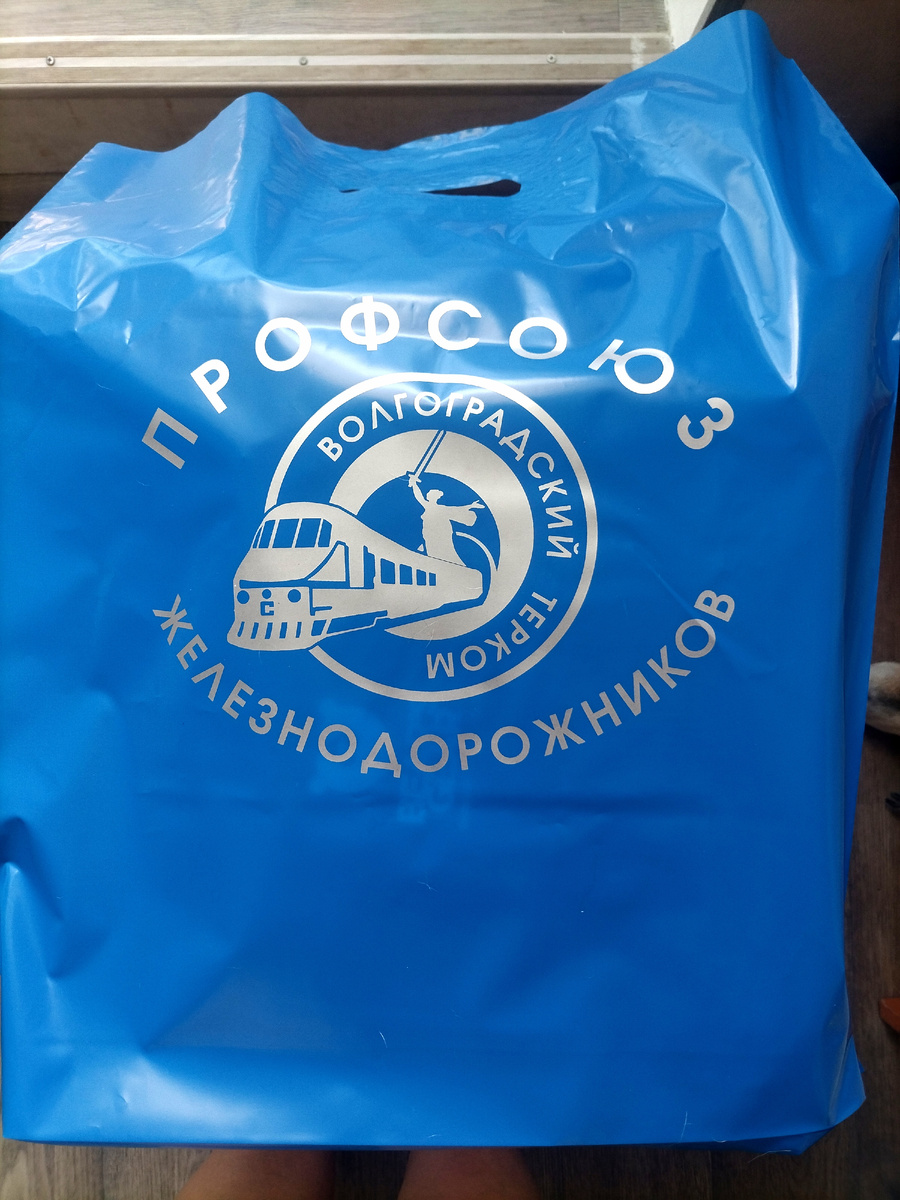 ПРОФСОЮЗ
ВОЛГОГРАДСКИЙ ТЕРКОМ
ЖЕЛЕЗНОДОРОЖНИКОВ